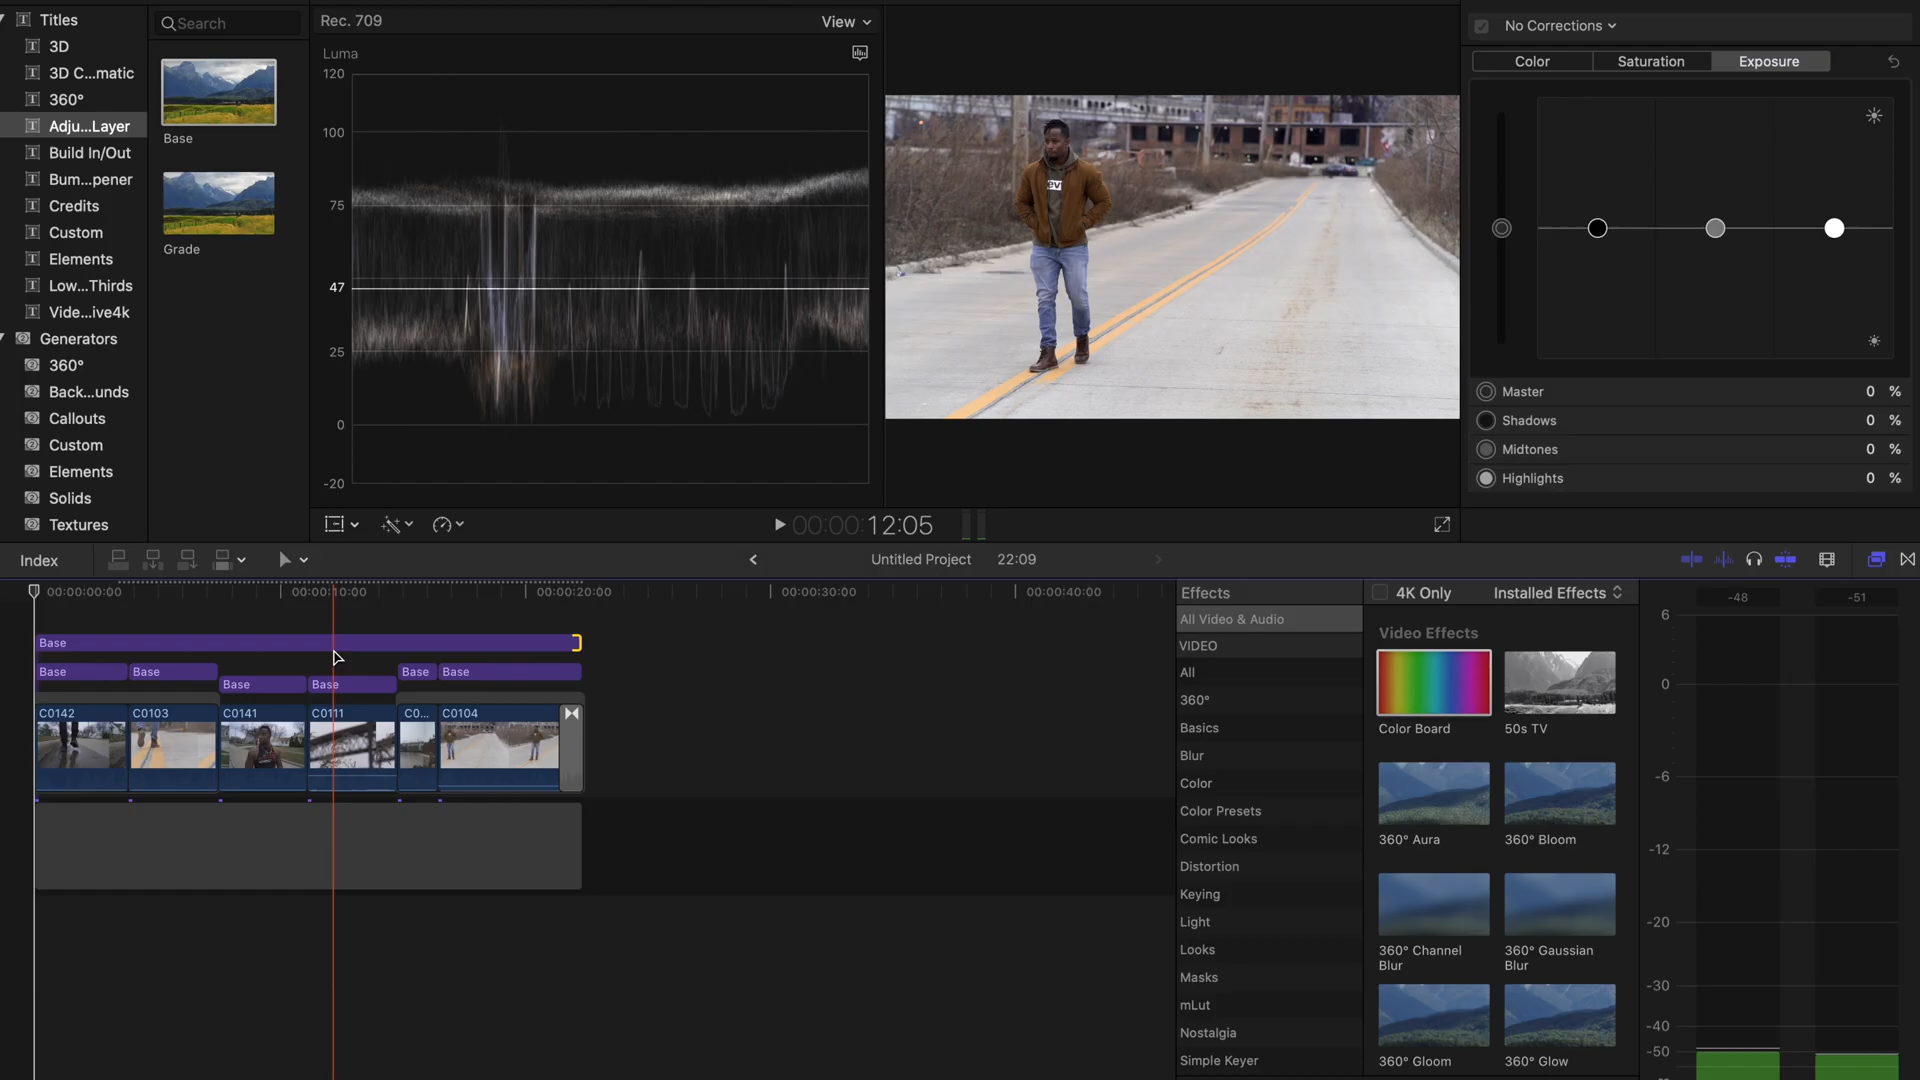 Titles
3D
3D C...matic
360°
Adju...Layer
Build In/Out
Bum...pener
Credits
Custom
Elements
Low...Thirds
Vide...ive4k
Generators
360°
Back...unds
Callouts
Custom
Elements
Solids
Textures
Search
Base
Grade
Rec. 709
View
Luma
120
100
75
47
25
0
-20
No Corrections
Color
Saturation
Exposure
Master
0 %
Shadows
0 %
Midtones
0 %
Highlights
0 %
00:00:12:05
Index
Untitled Project
22:09
00:00:00:00
00:00:10:00
00:00:20:00
00:00:30:00
00:00:40:00
Base
Base
Base
Base
Base
Base
Base
C0142
C0103
C0141
C0111
C0...
C0104
Effects
All Video & Audio
VIDEO
All
360°
Basics
Blur
Color
Color Presets
Comic Looks
Distortion
Keying
Light
Looks
Masks
mLut
Nostalgia
Simple Keyer
4K Only
Installed Effects
Video Effects
Color Board
50s TV
360° Aura
360° Bloom
360° Channel
Blur
360° Gaussian
Blur
360° Gloom
360° Glow
-48
-51
6
0
-6
-12
-20
-30
-40
-50